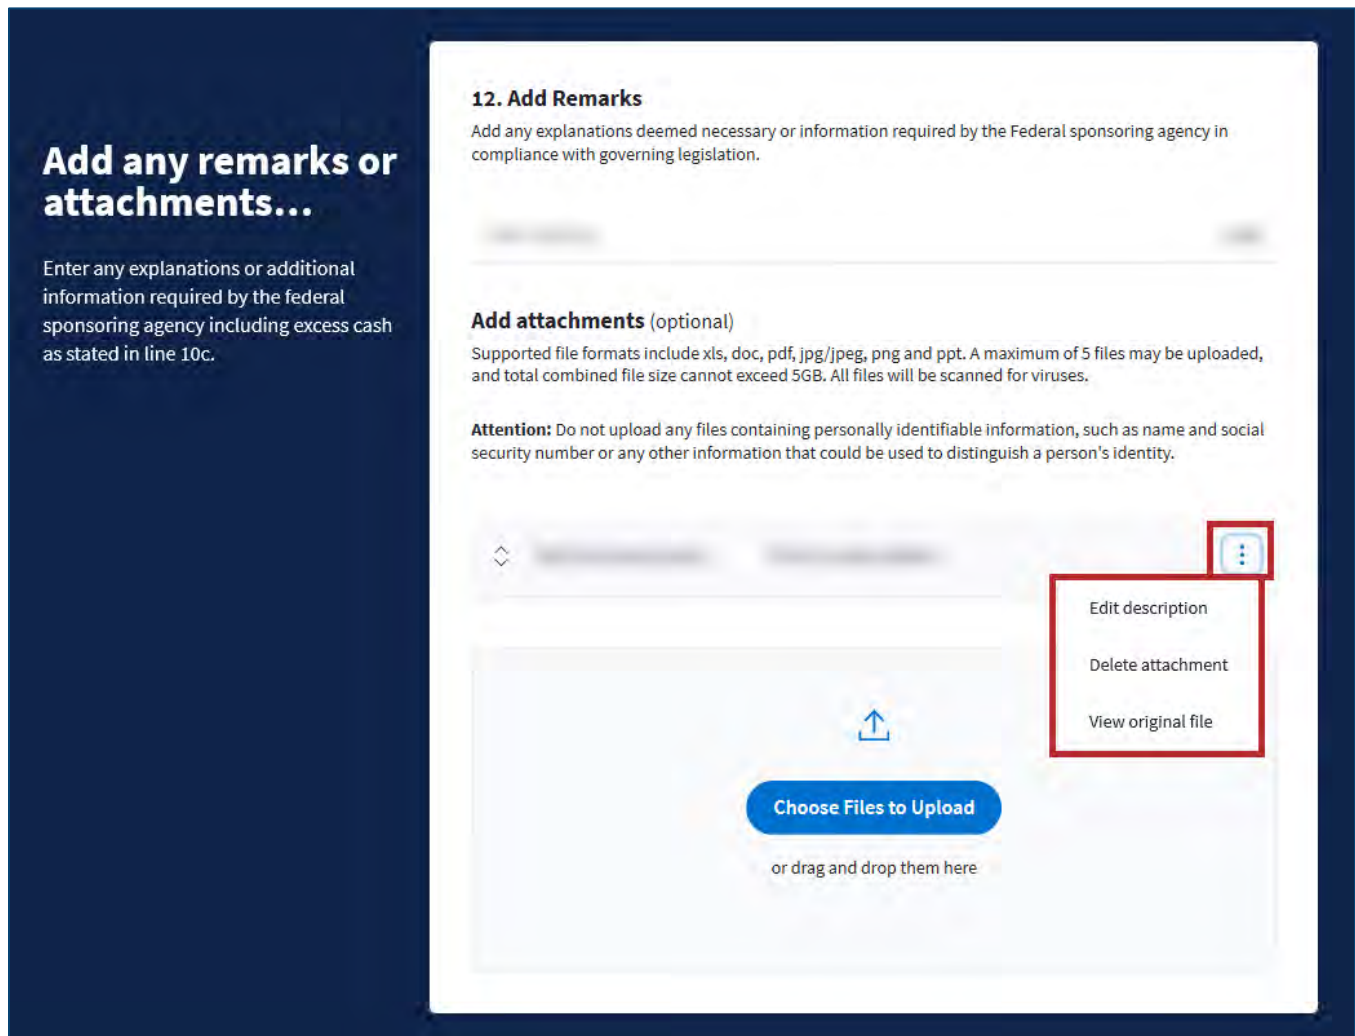 Add any remarks or
attachments...
Enter any explanations or additional
information required by the federal
sponsoring agency including excess cash
as stated in line 10c.
12. Add Remarks
Add any explanations deemed necessary or information required by the Federal sponsoring agency in
compliance with governing legislation.
Add attachments (optional)
Supported file formats include xls, doc, pdf, jpg/jpeg, png and ppt. A maximum of 5 files may be uploaded,
and total combined file size cannot exceed 5GB. All files will be scanned for viruses.
Attention: Do not upload any files containing personally identifiable information, such as name and social
security number or any other information that could be used to distinguish a person's identity.
Edit description
Delete attachment
View original file
Choose Files to Upload
or drag and drop them here